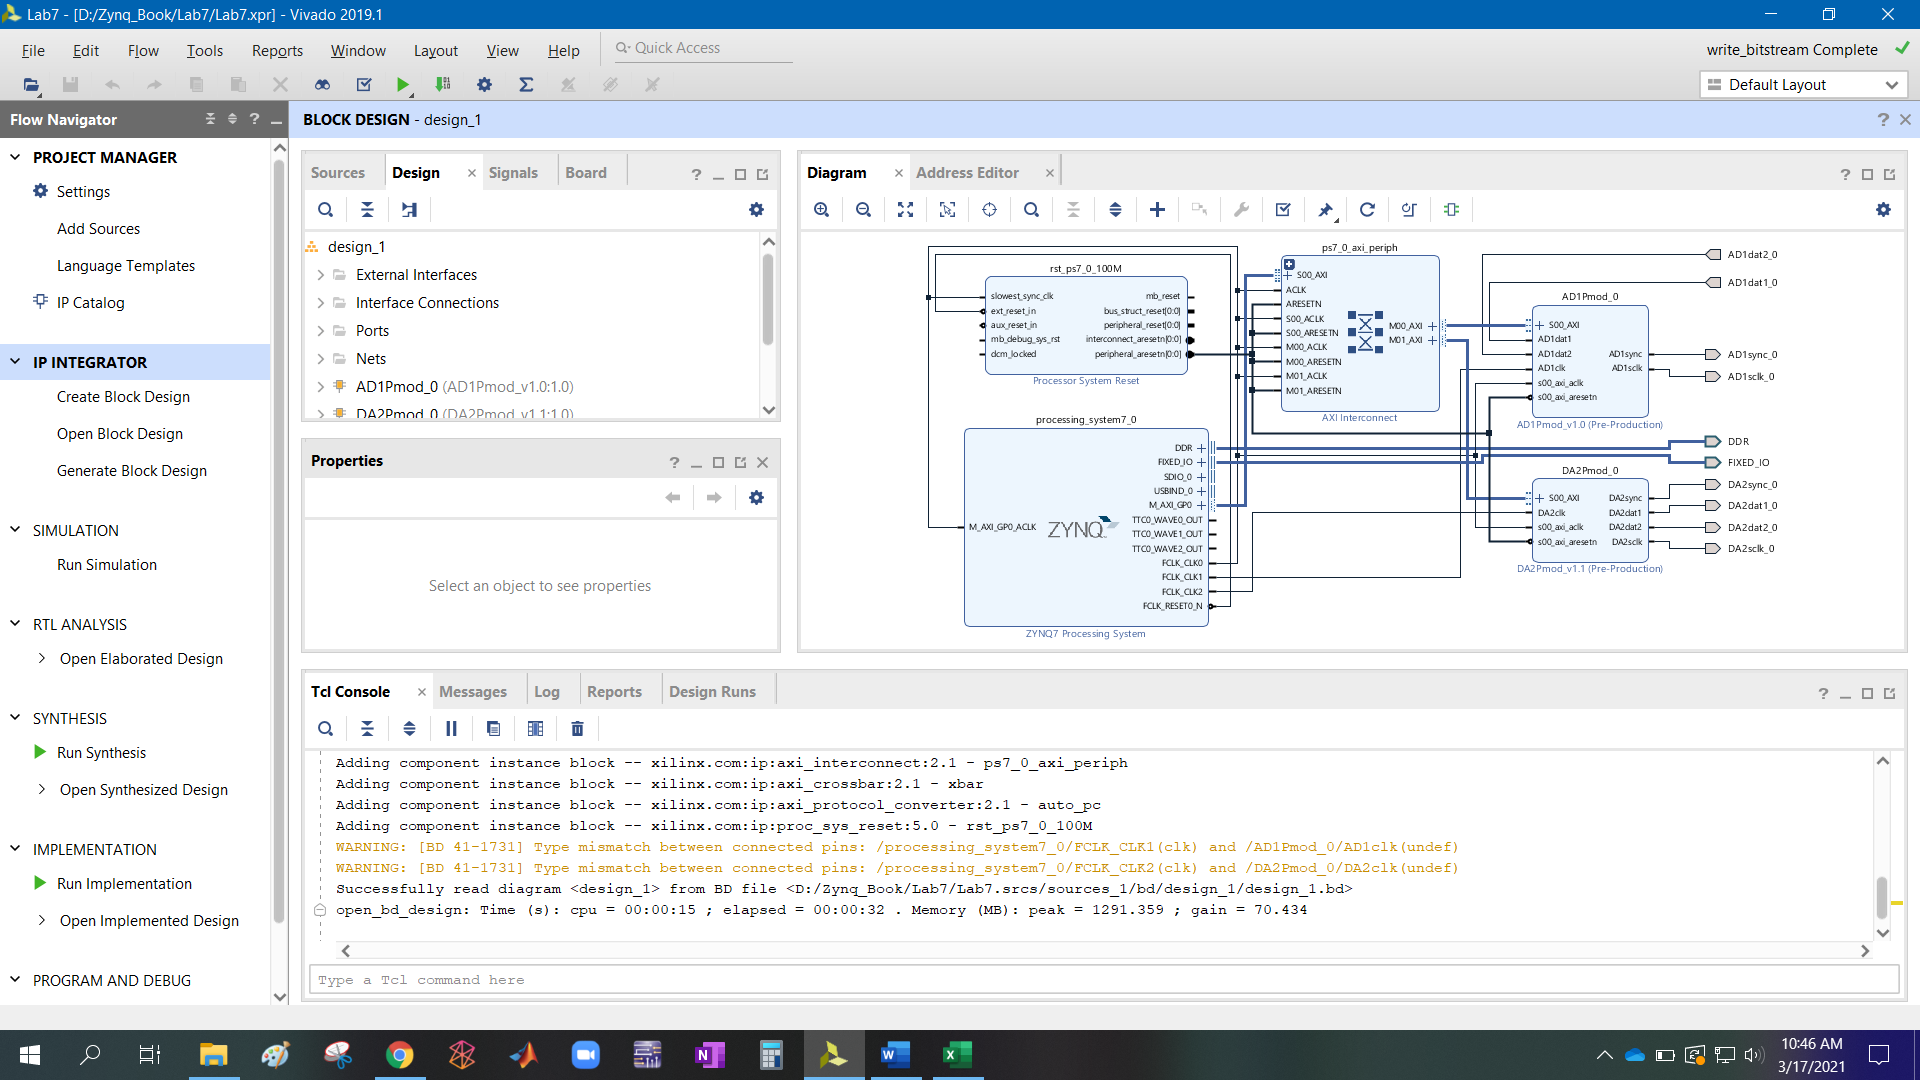 Lab7 - [D:/Zynq_Book/Lab7/Lab7.xpr] - Vivado 2019.1
File Edit Flow Tools Reports Window Layout View Help Quick Access
write_bitstream Complete
Default Layout
Flow Navigator
PROJECT MANAGER
Settings
Add Sources
Language Templates
IP Catalog
IP INTEGRATOR
Create Block Design
Open Block Design
Generate Block Design
SIMULATION
Run Simulation
RTL ANALYSIS
Open Elaborated Design
SYNTHESIS
Run Synthesis
Open Synthesized Design
IMPLEMENTATION
Run Implementation
Open Implemented Design
PROGRAM AND DEBUG
BLOCK DESIGN - design_1
Sources Design Signals Board
design_1
External Interfaces
Interface Connections
Ports
Nets
AD1Pmod_0 (AD1Pmod_v1.0:1.0)
DA2Pmod_0 (DA2Pmod_v1.1:1.0)
Properties
Select an object to see properties
Diagram Address Editor
rst_ps7_0_100M
slowest_sync_clk
ext_reset_in
aux_reset_in
mb_debug_sys_rst
dcm_locked
mb_reset
bus_struct_reset[0:0]
peripheral_reset[0:0]
interconnect_aresetn[0:0]
peripheral_aresetn[0:0]
Processor System Reset
ps7_0_axi_periph
S00_AXI
ACLK
ARESETN
S00_ACLK
S00_ARESETN
M00_ACLK
M00_ARESETN
M01_ACLK
M01_ARESETN
M00_AXI
M01_AXI
AXI Interconnect
processing_system7_0
M_AXI_GP0_ACLK
ZYNQ
DDR
FIXED_IO
SDIO_0
USBIND_0
M_AXI_GP0
TTC0_WAVE0_OUT
TTC0_WAVE1_OUT
TTC0_WAVE2_OUT
FCLK_CLK0
FCLK_CLK1
FCLK_CLK2
FCLK_RESET0_N
ZYNQ7 Processing System
AD1Pmod_0
S00_AXI
AD1dat1
AD1dat2
AD1clk
s00_axi_aclk
s00_axi_aresetn
AD1sync
AD1sclk
AD1Pmod_v1.0 (Pre-Production)
DA2Pmod_0
S00_AXI
DA2clk
s00_axi_aclk
s00_axi_aresetn
DA2sync
DA2dat1
DA2dat2
DA2sclk
DA2Pmod_v1.1 (Pre-Production)
AD1dat2_0
AD1dat1_0
AD1sync_0
AD1sclk_0
DDR
FIXED_IO
DA2sync_0
DA2dat1_0
DA2dat2_0
DA2sclk_0
Tcl Console Messages Log Reports Design Runs
Adding component instance block -- xilinx.com:ip:axi_interconnect:2.1 - ps7_0_axi_periph
Adding component instance block -- xilinx.com:ip:axi_crossbar:2.1 - xbar
Adding component instance block -- xilinx.com:ip:axi_protocol_converter:2.1 - auto_pc
Adding component instance block -- xilinx.com:ip:proc_sys_reset:5.0 - rst_ps7_0_100M
WARNING: [BD 41-1731] Type mismatch between connected pins: /processing_system7_0/FCLK_CLK1(clk) and /AD1Pmod_0/AD1clk(undef)
WARNING: [BD 41-1731] Type mismatch between connected pins: /processing_system7_0/FCLK_CLK2(clk) and /DA2Pmod_0/DA2clk(undef)
Successfully read diagram <design_1> from BD file <D:/Zynq_Book/Lab7/Lab7.srcs/sources_1/bd/design_1/design_1.bd>
open_bd_design: Time (s): cpu = 00:00:15 ; elapsed = 00:00:32 . Memory (MB): peak = 1291.359 ; gain = 70.434
Type a Tcl command here
10:46 AM
3/17/2021